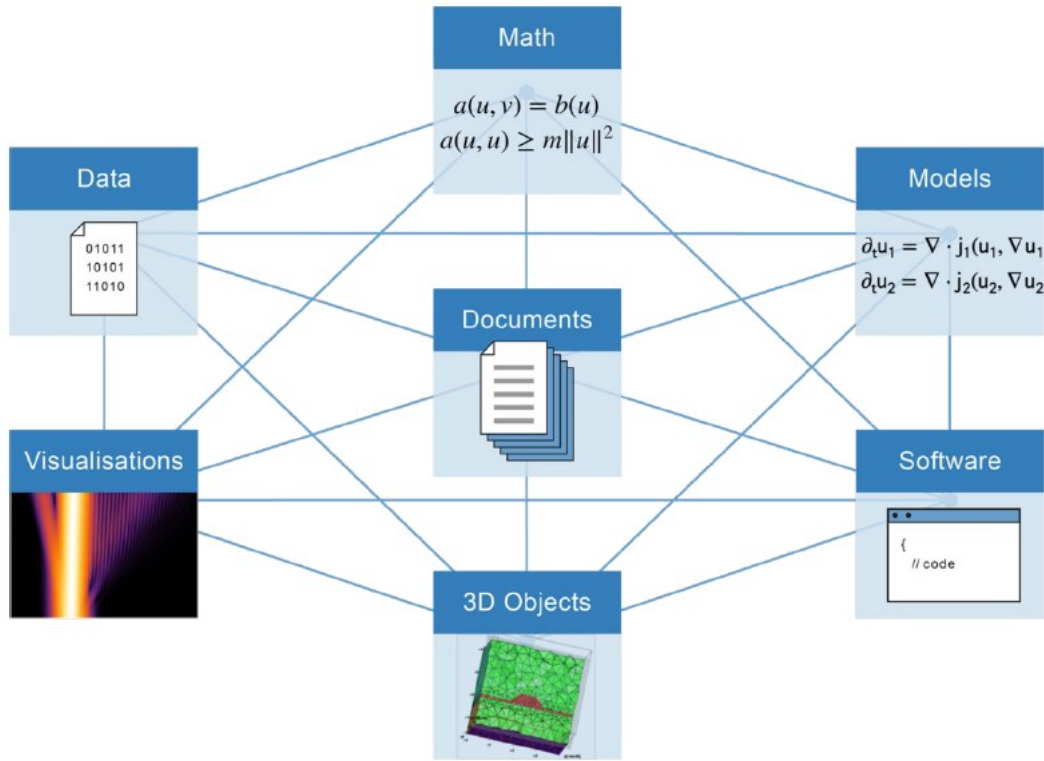 Math
a(u, v) = b(u)
a(u, u) ≥ m‖u‖²
Data
01011
10101
11010
Models
∂ₜu₁ = ∇ · j₁(u₁, ∇u₁
∂ₜu₂ = ∇ · j₂(u₂, ∇u₂
Documents
Visualisations
Software
{
// code
3D Objects